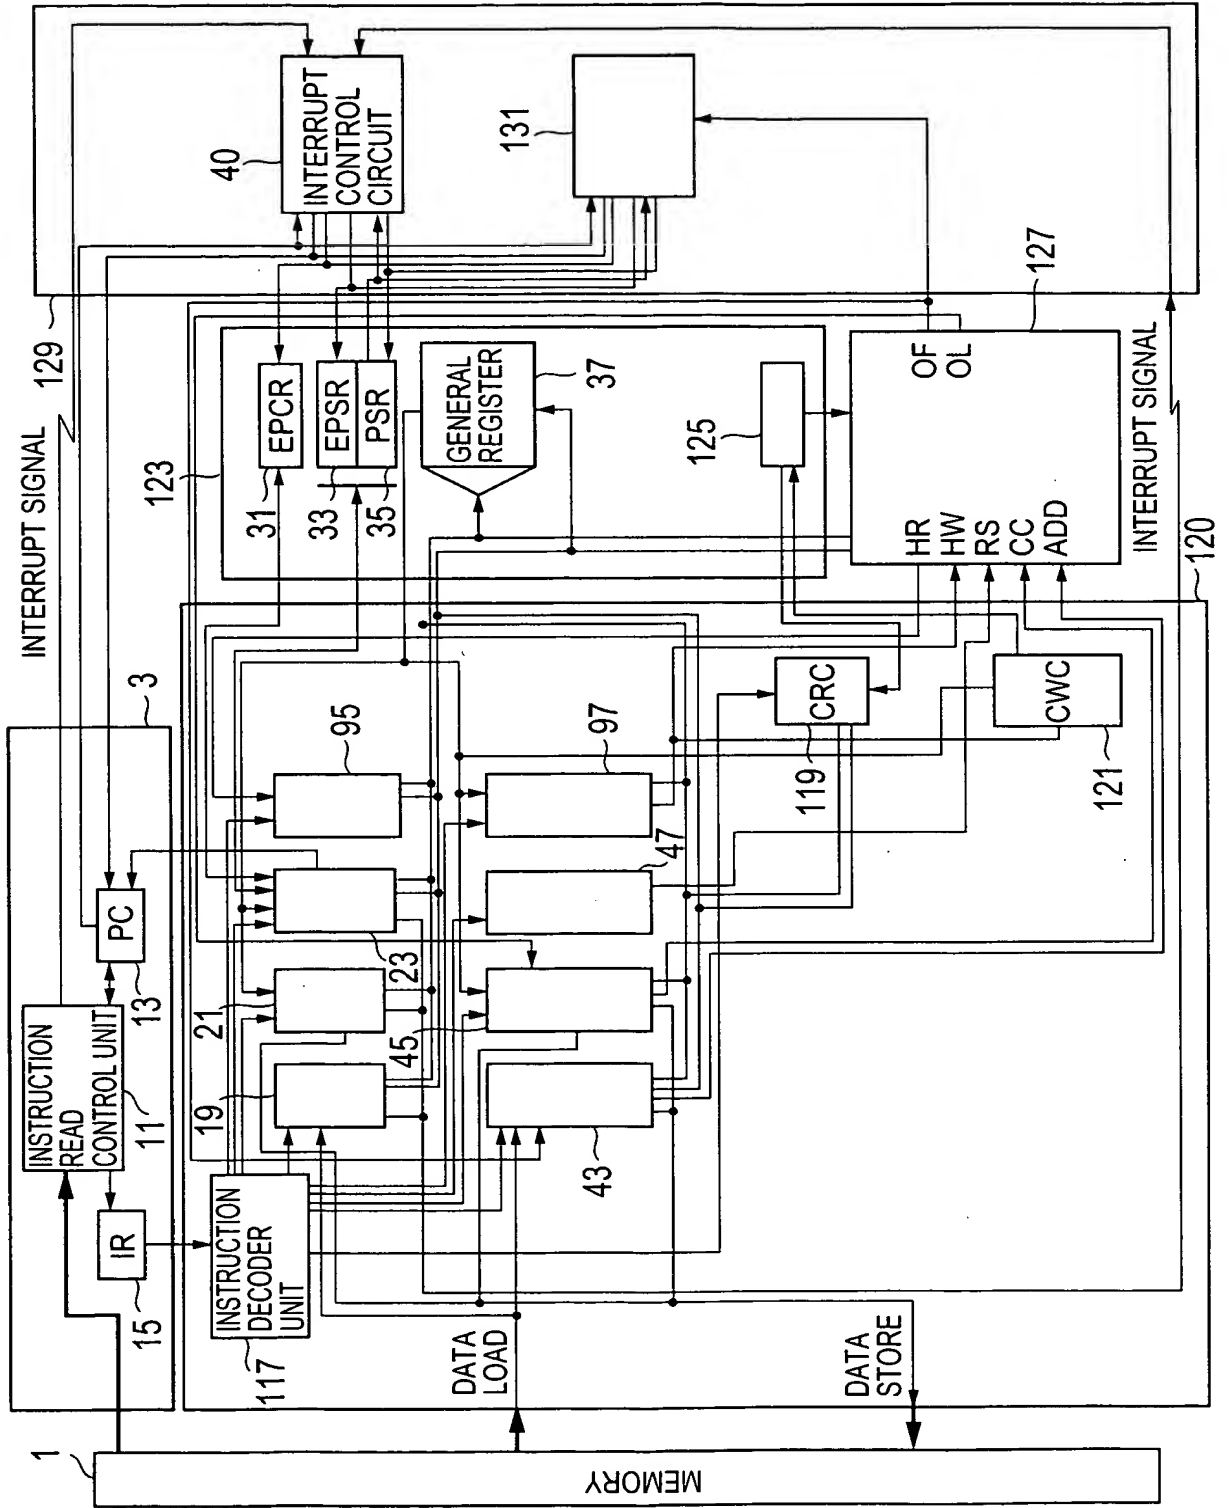 1
MEMORY
3
INSTRUCTION
READ
CONTROL UNIT
11
PC
13
IR
15
INTERRUPT SIGNAL
INSTRUCTION
DECODER
UNIT
117
DATA
LOAD
DATA
STORE
19
21
23
95
43
45
47
97
CRC
119
CWC
121
120
123
EPCR
31
EPSR
33
PSR
35
GENERAL
REGISTER
37
125
HR
HW
RS
CC
ADD
OF
OL
127
INTERRUPT SIGNAL
129
INTERRUPT
CONTROL
CIRCUIT
40
131